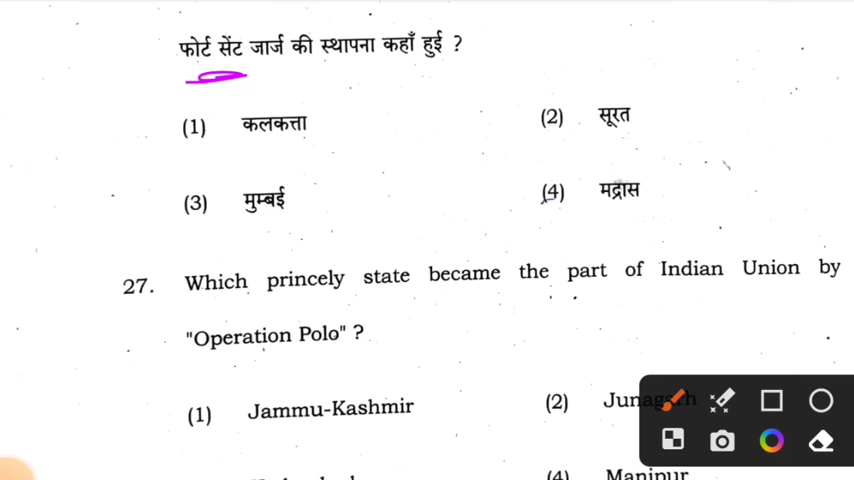 फोर्ट सेंट जार्ज की स्थापना कहाँ हुई ?
(1) कलकत्ता (2) सूरत
(3) मुम्बई (4) मद्रास
27. Which princely state became the part of Indian Union by
"Operation Polo" ?
(1) Jammu-Kashmir (2)
(4) Manipur